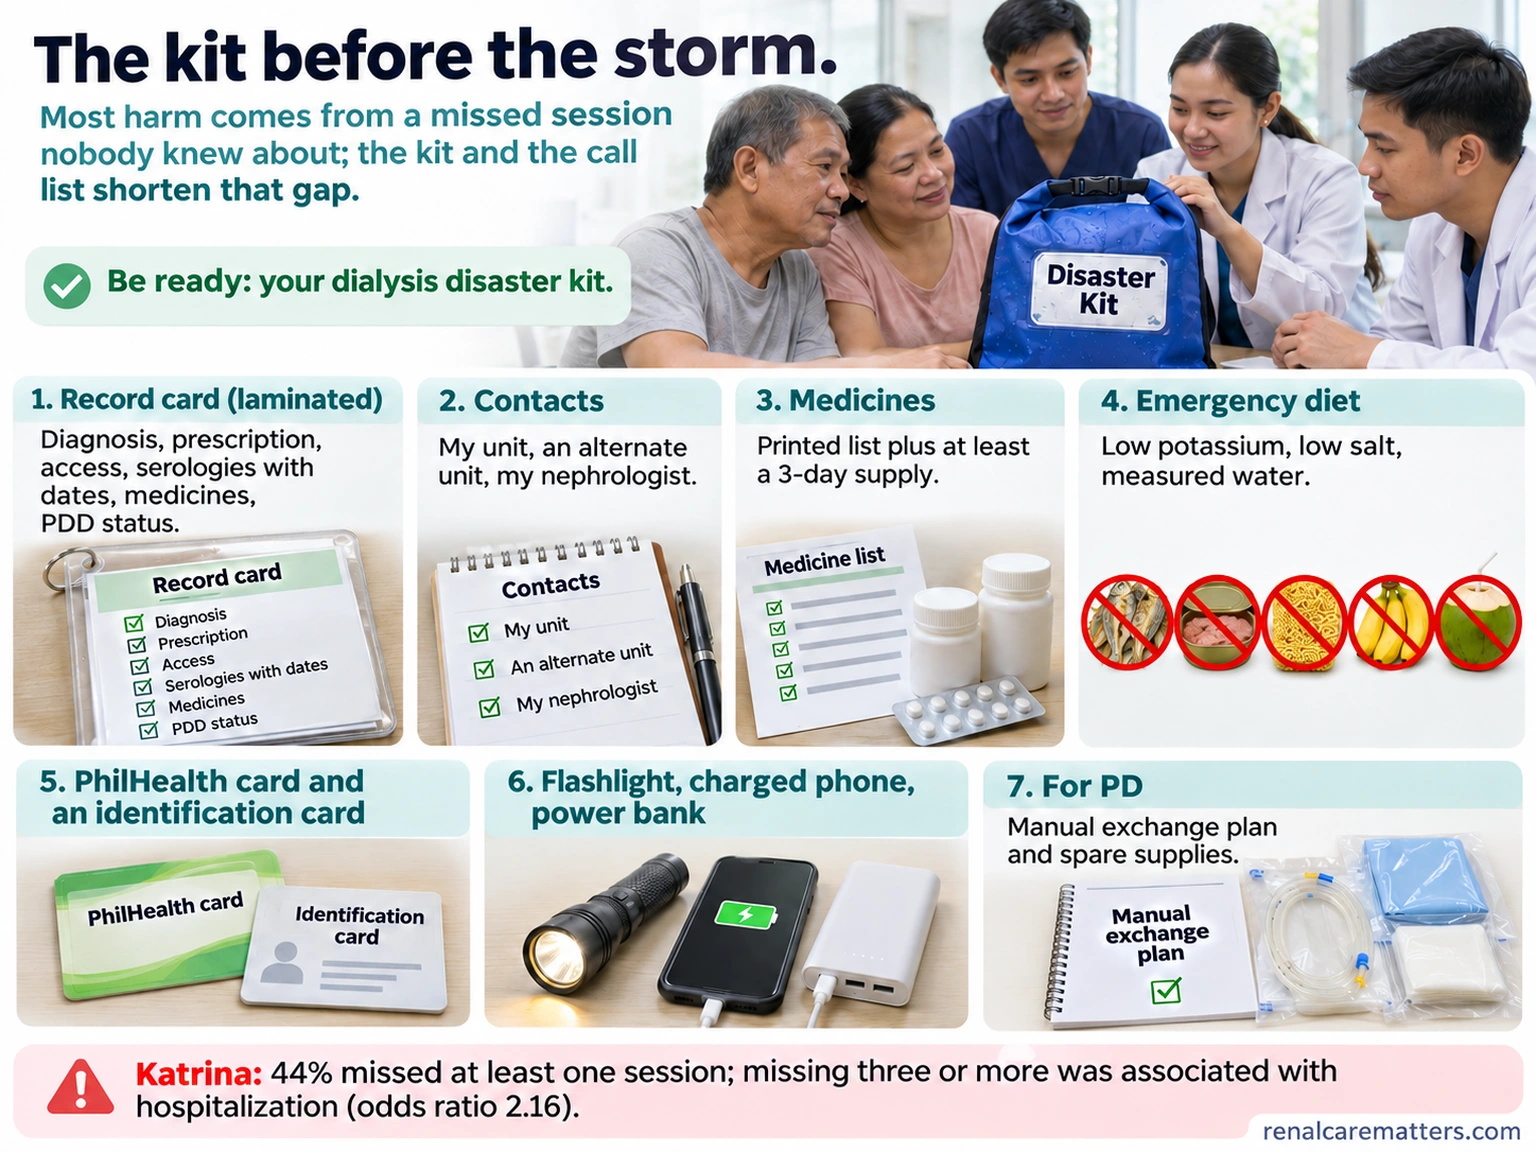 The kit before the storm.
Most harm comes from a missed session
nobody knew about; the kit and the call
list shorten that gap.
Be ready: your dialysis disaster kit.
Disaster
Kit
1. Record card (laminated)
Diagnosis, prescription,
access, serologies with
dates, medicines,
PDD status.
Record card
Diagnosis
Prescription
Access
Serologies with dates
Medicines
PDD status
2. Contacts
My unit, an alternate
unit, my nephrologist.
Contacts
My unit
An alternate unit
My nephrologist
3. Medicines
Printed list plus at least
a 3-day supply.
Medicine list
4. Emergency diet
Low potassium, low salt,
measured water.
5. PhilHealth card and
an identification card
PhilHealth card
Identification
card
6. Flashlight, charged phone,
power bank
7. For PD
Manual exchange plan
and spare supplies.
Manual
exchange
plan
Katrina: 44% missed at least one session; missing three or more was associated with
hospitalization (odds ratio 2.16).
renalcarematters.com